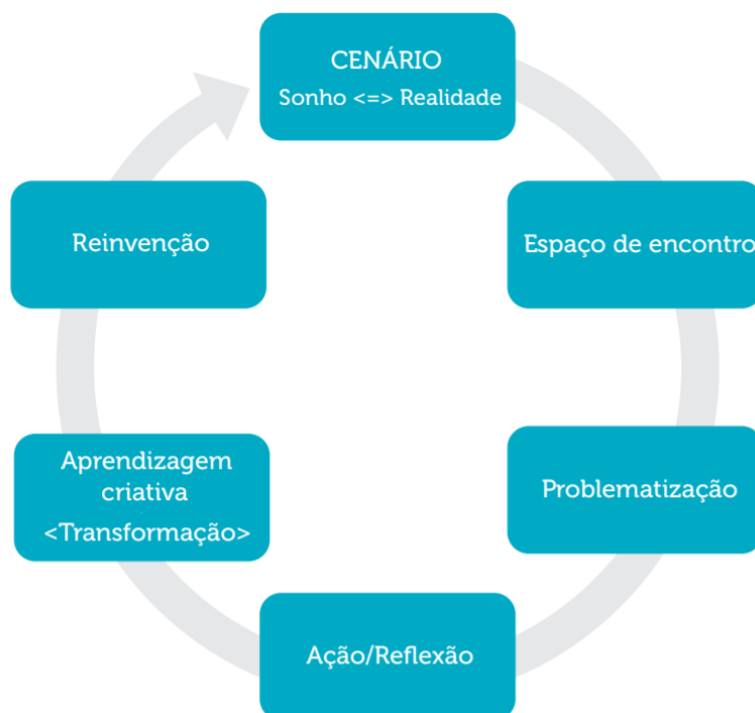 CENÁRIO
Sonho <=> Realidade
Espaço de encontro
Problematização
Ação/Reflexão
Aprendizagem
criativa
<Transformação>
Reinvenção